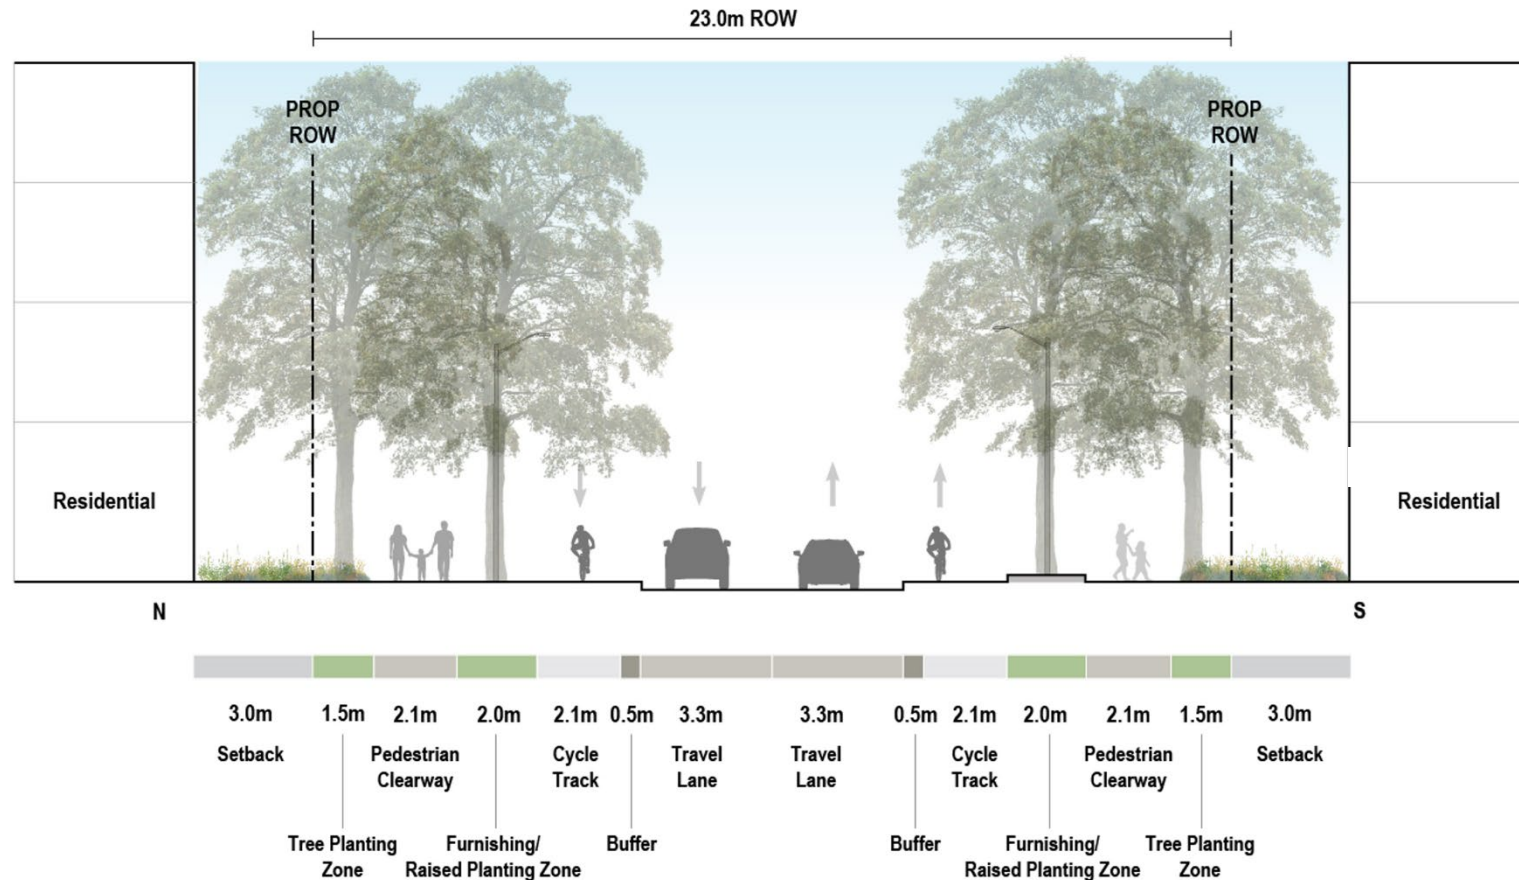 23.0m ROW
PROP
ROW
PROP
ROW
Residential
Residential
N
S
3.0m
1.5m
2.1m
2.0m
2.1m
0.5m
3.3m
3.3m
0.5m
2.1m
2.0m
2.1m
1.5m
3.0m
Setback
Pedestrian
Clearway
Cycle
Track
Travel
Lane
Travel
Lane
Cycle
Track
Pedestrian
Clearway
Setback
Tree Planting
Zone
Furnishing/
Raised Planting Zone
Buffer
Buffer
Furnishing/
Raised Planting Zone
Tree Planting
Zone